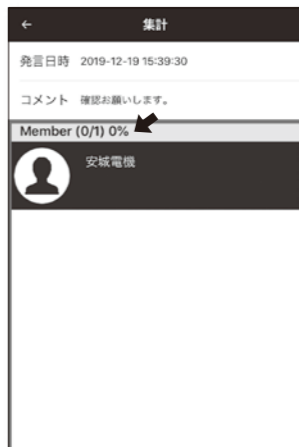 集計
発言日時 2019-12-19 15:39:30
コメント 確認お願いします。
Member (0/1) 0%
安城電機